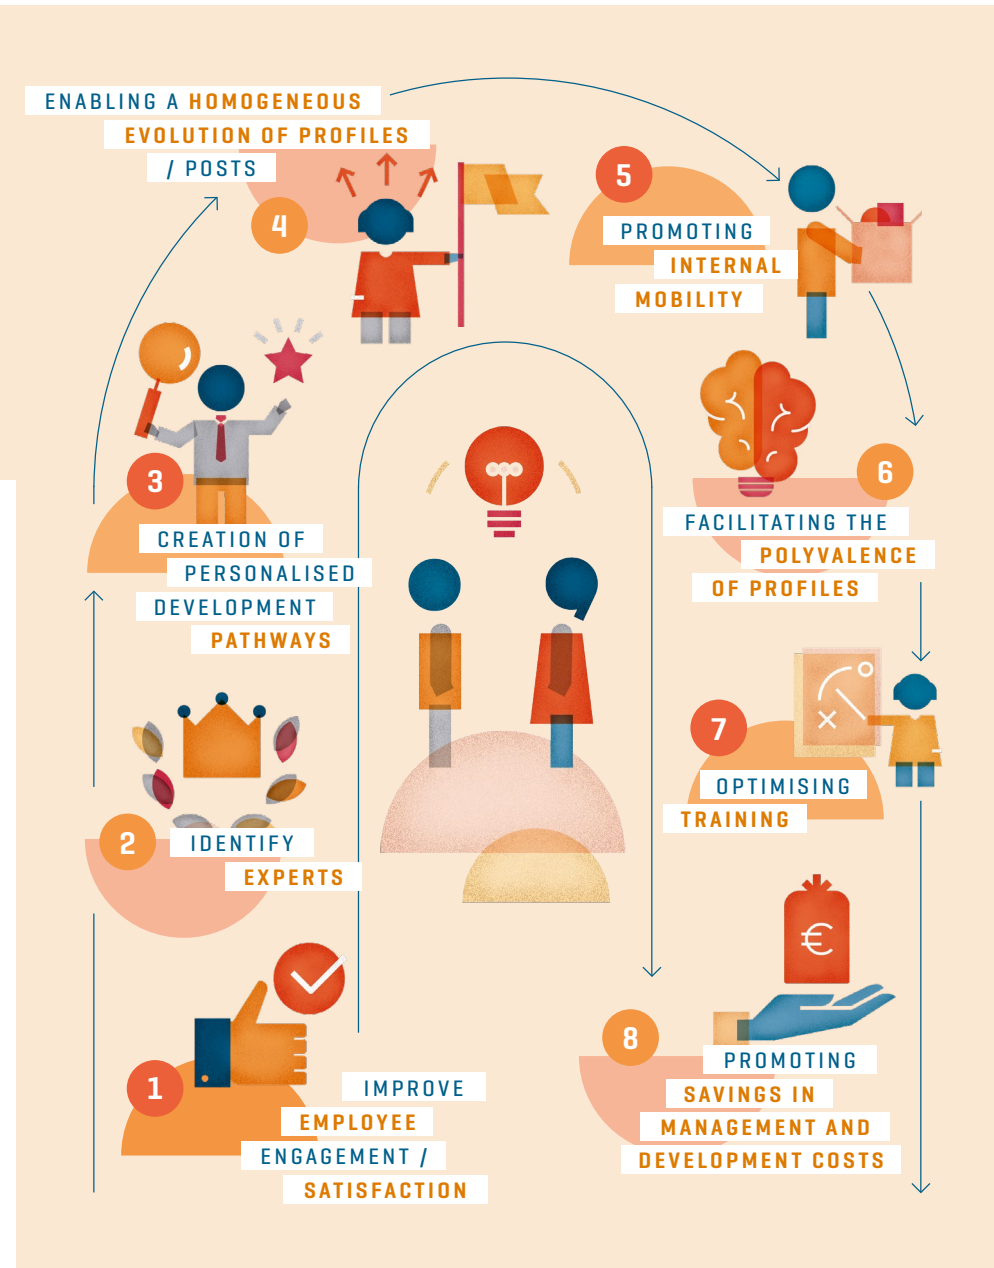 1
IMPROVE
EMPLOYEE
ENGAGEMENT /
SATISFACTION
2
IDENTIFY
EXPERTS
3
CREATION OF
PERSONALISED
DEVELOPMENT
PATHWAYS
ENABLING A HOMOGENEOUS
EVOLUTION OF PROFILES
/ POSTS
4
5
PROMOTING
INTERNAL
MOBILITY
6
FACILITATING THE
POLYVALENCE
OF PROFILES
7
OPTIMISING
TRAINING
€
8
PROMOTING
SAVINGS IN
MANAGEMENT AND
DEVELOPMENT COSTS